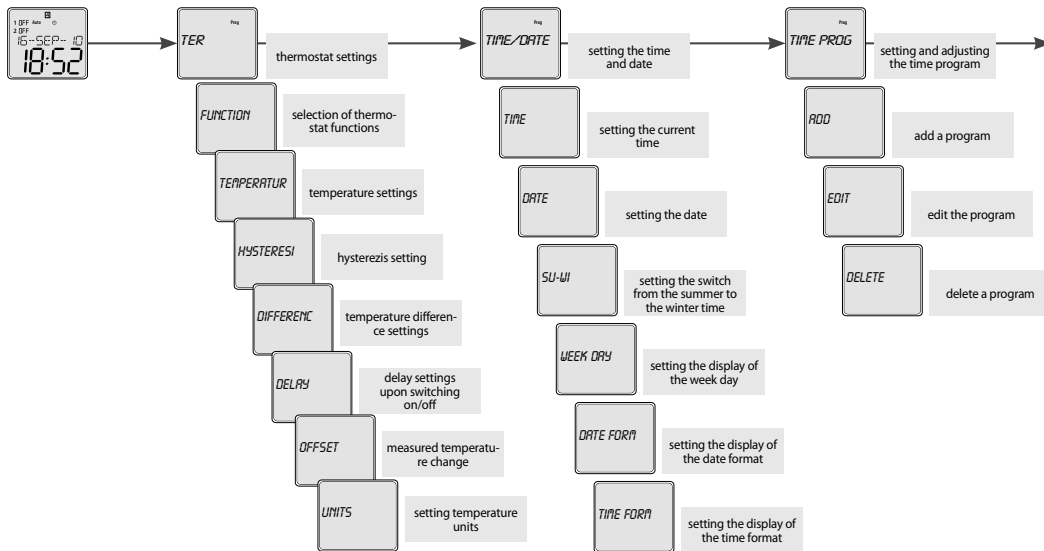 1 OFF Auto
2 OFF
16-SEP-10
18:52
Prog
TER
thermostat settings
FUNCTION
selection of thermo-
stat functions
TEMPERATUR
temperature settings
HYSTERESI
hysterezis setting
DIFFERENC
temperature differen-
ce settings
DELAY
delay settings
upon switching
on/off
OFFSET
measured temperatu-
re change
UNITS
setting temperature
units
Prog
TIME/DATE
setting the time
and date
TIME
setting the current
time
DATE
setting the date
SU-WI
setting the switch
from the summer to
the winter time
WEEK DAY
setting the display of
the week day
DATE FORM
setting the display of
the date format
TIME FORM
setting the display of
the time format
Prog
TIME PROG
setting and adjusting
the time program
ADD
add a program
EDIT
edit the program
DELETE
delete a program